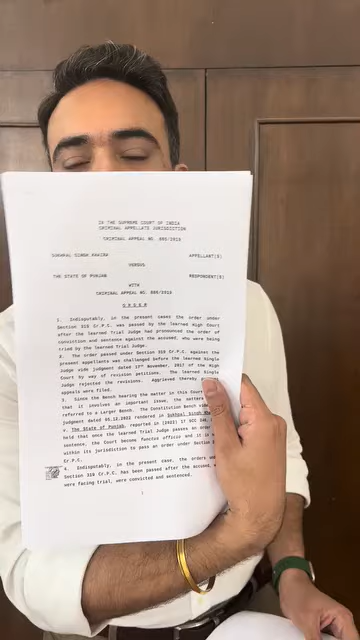 IN THE SUPREME COURT OF INDIA
CRIMINAL APPELLATE JURISDICTION
CRIMINAL APPEAL NO. 885/2019
SUKHPAL SINGH KHAIRA APPELLANT(S)
VERSUS
THE STATE OF PUNJAB RESPONDENT(S)
WITH
CRIMINAL APPEAL NO. 886/2019
O R D E R
1. Indisputably, in the present cases the order under
Section 319 Cr.P.C. was passed by the learned High Court
after the learned Trial Judge had pronounced the order of
conviction and sentence against the accused, who were being
tried by the learned Trial Judge.
2. The order passed under Section 319 Cr.P.C. against the
present appellants was challenged before the learned Single
Judge vide judgment dated 17th November, 2017 of the High
Court by way of revision petitions. The learned Single
Judge rejected the revisions. Aggrieved thereby
appeals were filed.
3. Since the Bench hearing the matter in this Court
that it involves an important issue, the matter
referred to a Larger Bench. The Constitution Bench
judgment dated 05.12.2022 rendered in Sukhpal Singh
v. The State of Punjab, reported in (2023) 1 SCC
held that once the learned Trial Judge passes an
sentence, the Court become functus officio and it is
within its jurisdiction to pass an order under Section
Cr.P.C.
4. Indisputably, in the present case, the orders
Section 319 Cr.P.C. has been passed after the accused,
were facing trial, were convicted and sentenced.
1